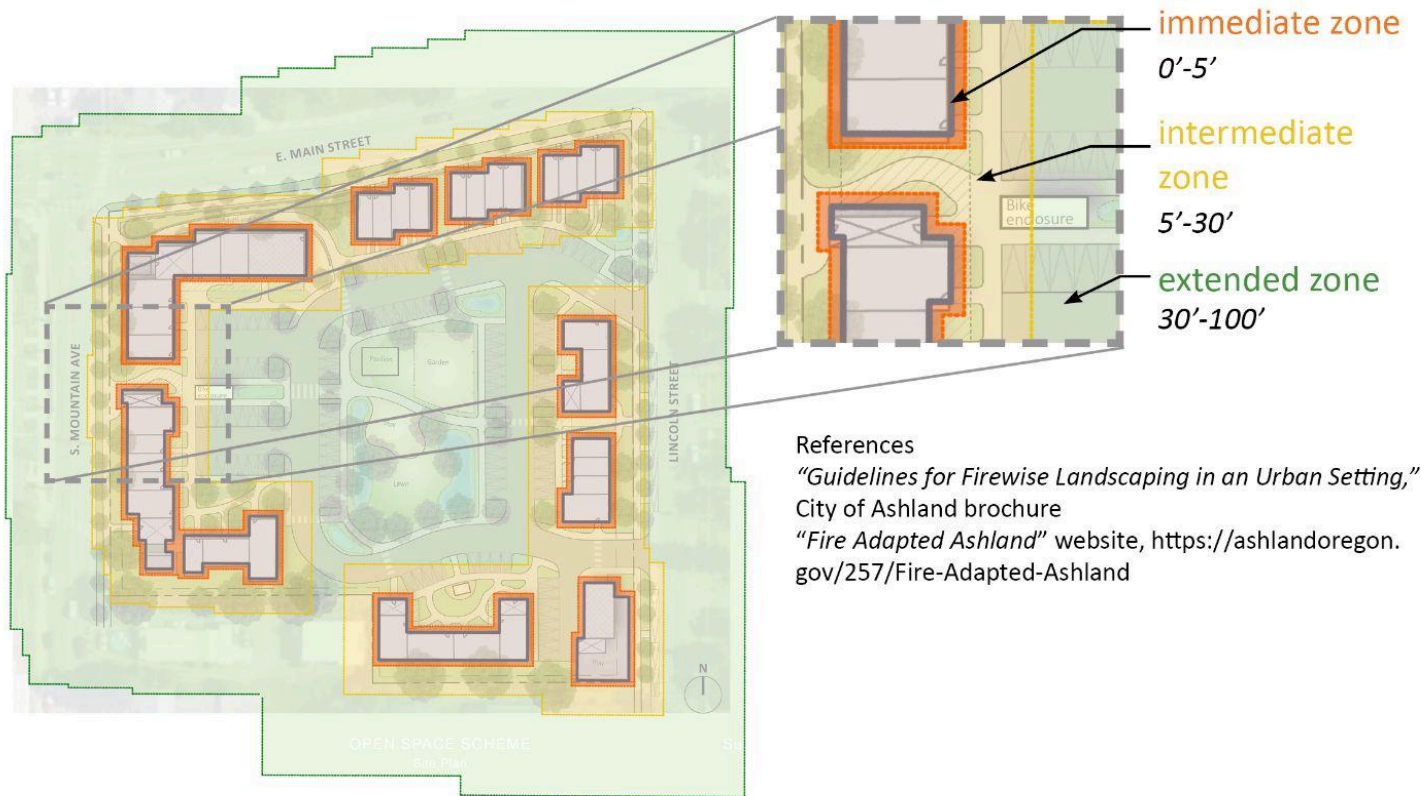 immediate zone
0’-5’
intermediate
zone
5’-30’
extended zone
30’-100’
Bike
enclosure
E. MAIN STREET
S. MOUNTAIN AVE
LINCOLN STREET
Pavilion
Garden
Lawn
Play
N
OPEN SPACE SCHEME
Site Plan
References
“Guidelines for Firewise Landscaping in an Urban Setting,”
City of Ashland brochure
“Fire Adapted Ashland” website, https://ashlandoregon.
gov/257/Fire-Adapted-Ashland